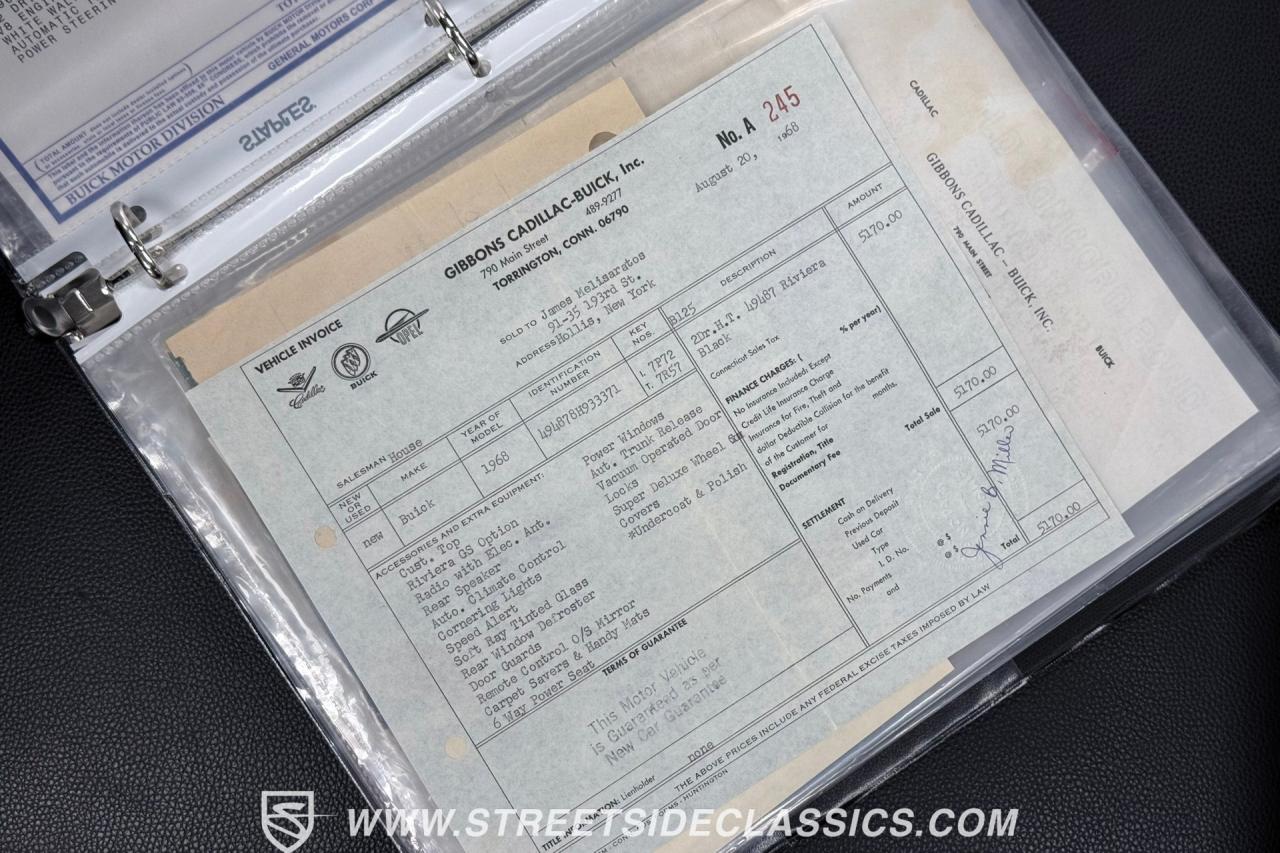 V8 ENGI
WHITE WAL
AUTOMATIC
POWER STEERIN
BUICK MOTOR DIVISION
GENERAL MOTORS CORP
STAPLES
VEHICLE INVOICE
Cadillac
BUICK
OPEL
GIBBONS CADILLAC-BUICK, Inc.
790 Main Street 489-9277
TORRINGTON, CONN. 06790
No. A 245
August 20, 1968
SOLD TO James Melisaratos
91-35 193rd St.
ADDRESS Hollis, New York
SALESMAN House
NEW OR USED
MAKE
YEAR OF MODEL
IDENTIFICATION NUMBER
KEY NOS.
DESCRIPTION
AMOUNT
new
Buick
1968
494878H933371
I. 7P72
T. 7R57
2Dr.H.T. 49487 Riviera
5170.00
Black
Connecticut Sales Tax
ACCESSORIES AND EXTRA EQUIPMENT:
Cust. Top
Riviera GS Option
Radio with Elec. Ant.
Rear Speaker
Auto. Climate Control
Cornering Lights
Speed Alert
Soft Ray Tinted Glass
Rear Window Defroster
Door Guards
Remote Control O/S Mirror
Carpet Savers & Handy Mats
6 Way Power Seat
Power Windows
Aut. Trunk Release
Vacuum Operated Door
Locks
Super Deluxe Wheel
Covers
*Undercoat & Polish
FINANCE CHARGES: ( % per year)
No Insurance Included: Except
Credit Life Insurance Charge
Insurance for Fire, Theft and
dollar Deductible Collision for the benefit
of the Customer for months.
Registration, Title
Documentary Fee
Total Sale
5170.00
5170.00
SETTLEMENT
Cash on Delivery
Previous Deposit
Used Car
Type
I. D. No.
No. Payments @ $
and @ $
Total
5170.00
TERMS OF GUARANTEE
This Motor Vehicle
is Guaranteed as per
New Car Guarantee
TITLE INFORMATION: Lienholder none
THE ABOVE PRICES INCLUDE ANY FEDERAL EXCISE TAXES IMPOSED BY LAW
CADILLAC
GIBBONS CADILLAC – BUICK, INC.
790 MAIN STREET
BUICK
WWW.STREETSIDECLASSICS.COM